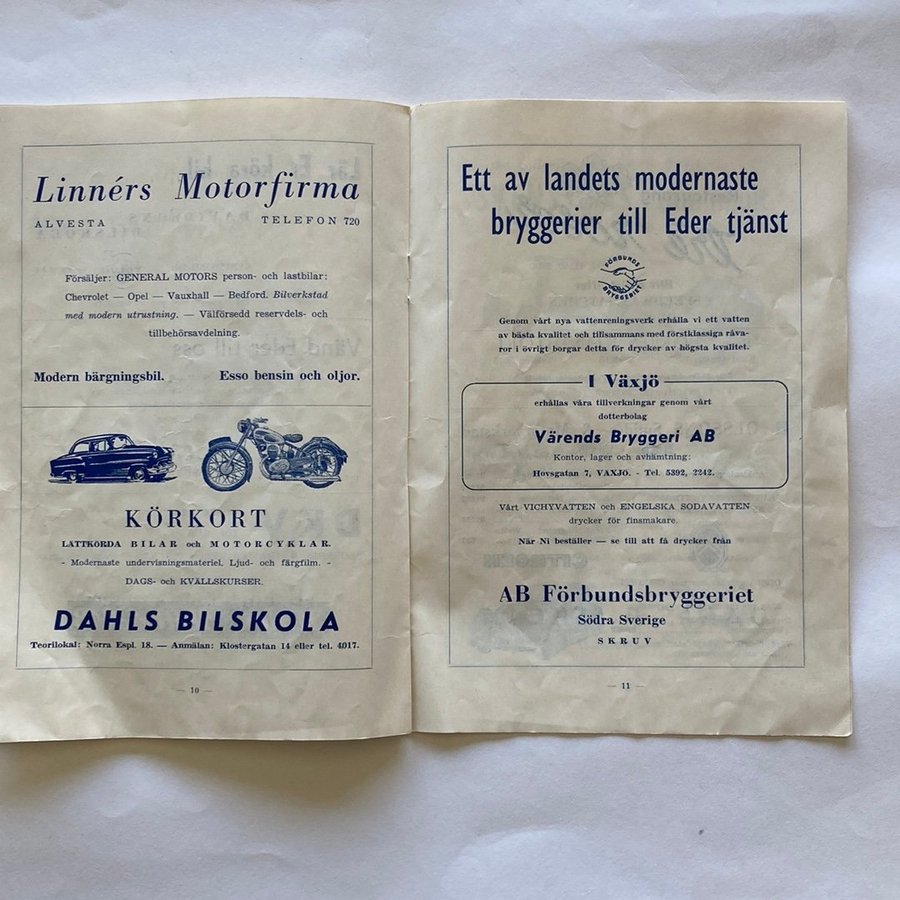 Linnérs Motorfirma
ALVESTA TELEFON 720
Försäljer: GENERAL MOTORS person- och lastbilar:
Chevrolet — Opel — Vauxhall — Bedford. Bilverkstad
med modern utrustning. — Välförsedd reservdels- och
tillbehörsavdelning.
Modern bärgningsbil. Esso bensin och oljor.
KÖRKORT
LÄTTKÖRDA BILAR och MOTORCYKLAR.
- Modernaste undervisningsmateriel. Ljud- och färgfilm. -
DAGS- och KVÄLLSKURSER.
DAHLS BILSKOLA
Teorilokal: Norra Espl. 18. — Anmälan: Klostergatan 14 eller tel. 4017.
— 10 —
Ett av landets modernaste
bryggerier till Eder tjänst
FÖRBUNDS
BRYGGERIET
Genom vårt nya vattenreningsverk erhålla vi ett vatten
av bästa kvalitet och tillsammans med förstklassiga råva-
ror i övrigt borgar detta för drycker av högsta kvalitet.
I Växjö
erhållas våra tillverkningar genom vårt
dotterbolag
Värends Bryggeri AB
Kontor, lager och avhämtning:
Hovsgatan 7, VÄXJÖ. - Tel. 5392, 2242.
Vårt VICHYVATTEN och ENGELSKA SODAVATTEN
drycker för finsmakare.
När Ni beställer — se till att få drycker från
AB Förbundsbryggeriet
Södra Sverige
SKRUV
— 11 —